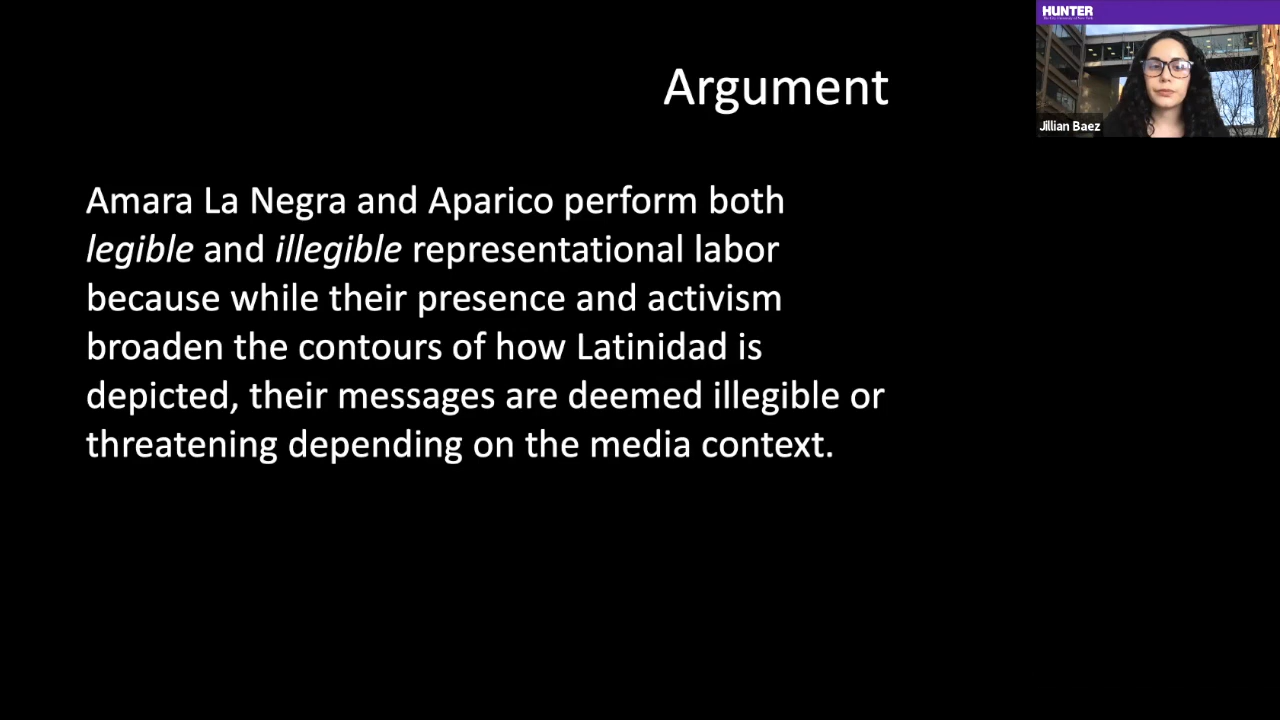 HUNTER
Jillian Baez
Argument
Amara La Negra and Aparico perform both
legible and illegible representational labor
because while their presence and activism
broaden the contours of how Latinidad is
depicted, their messages are deemed illegible or
threatening depending on the media context.